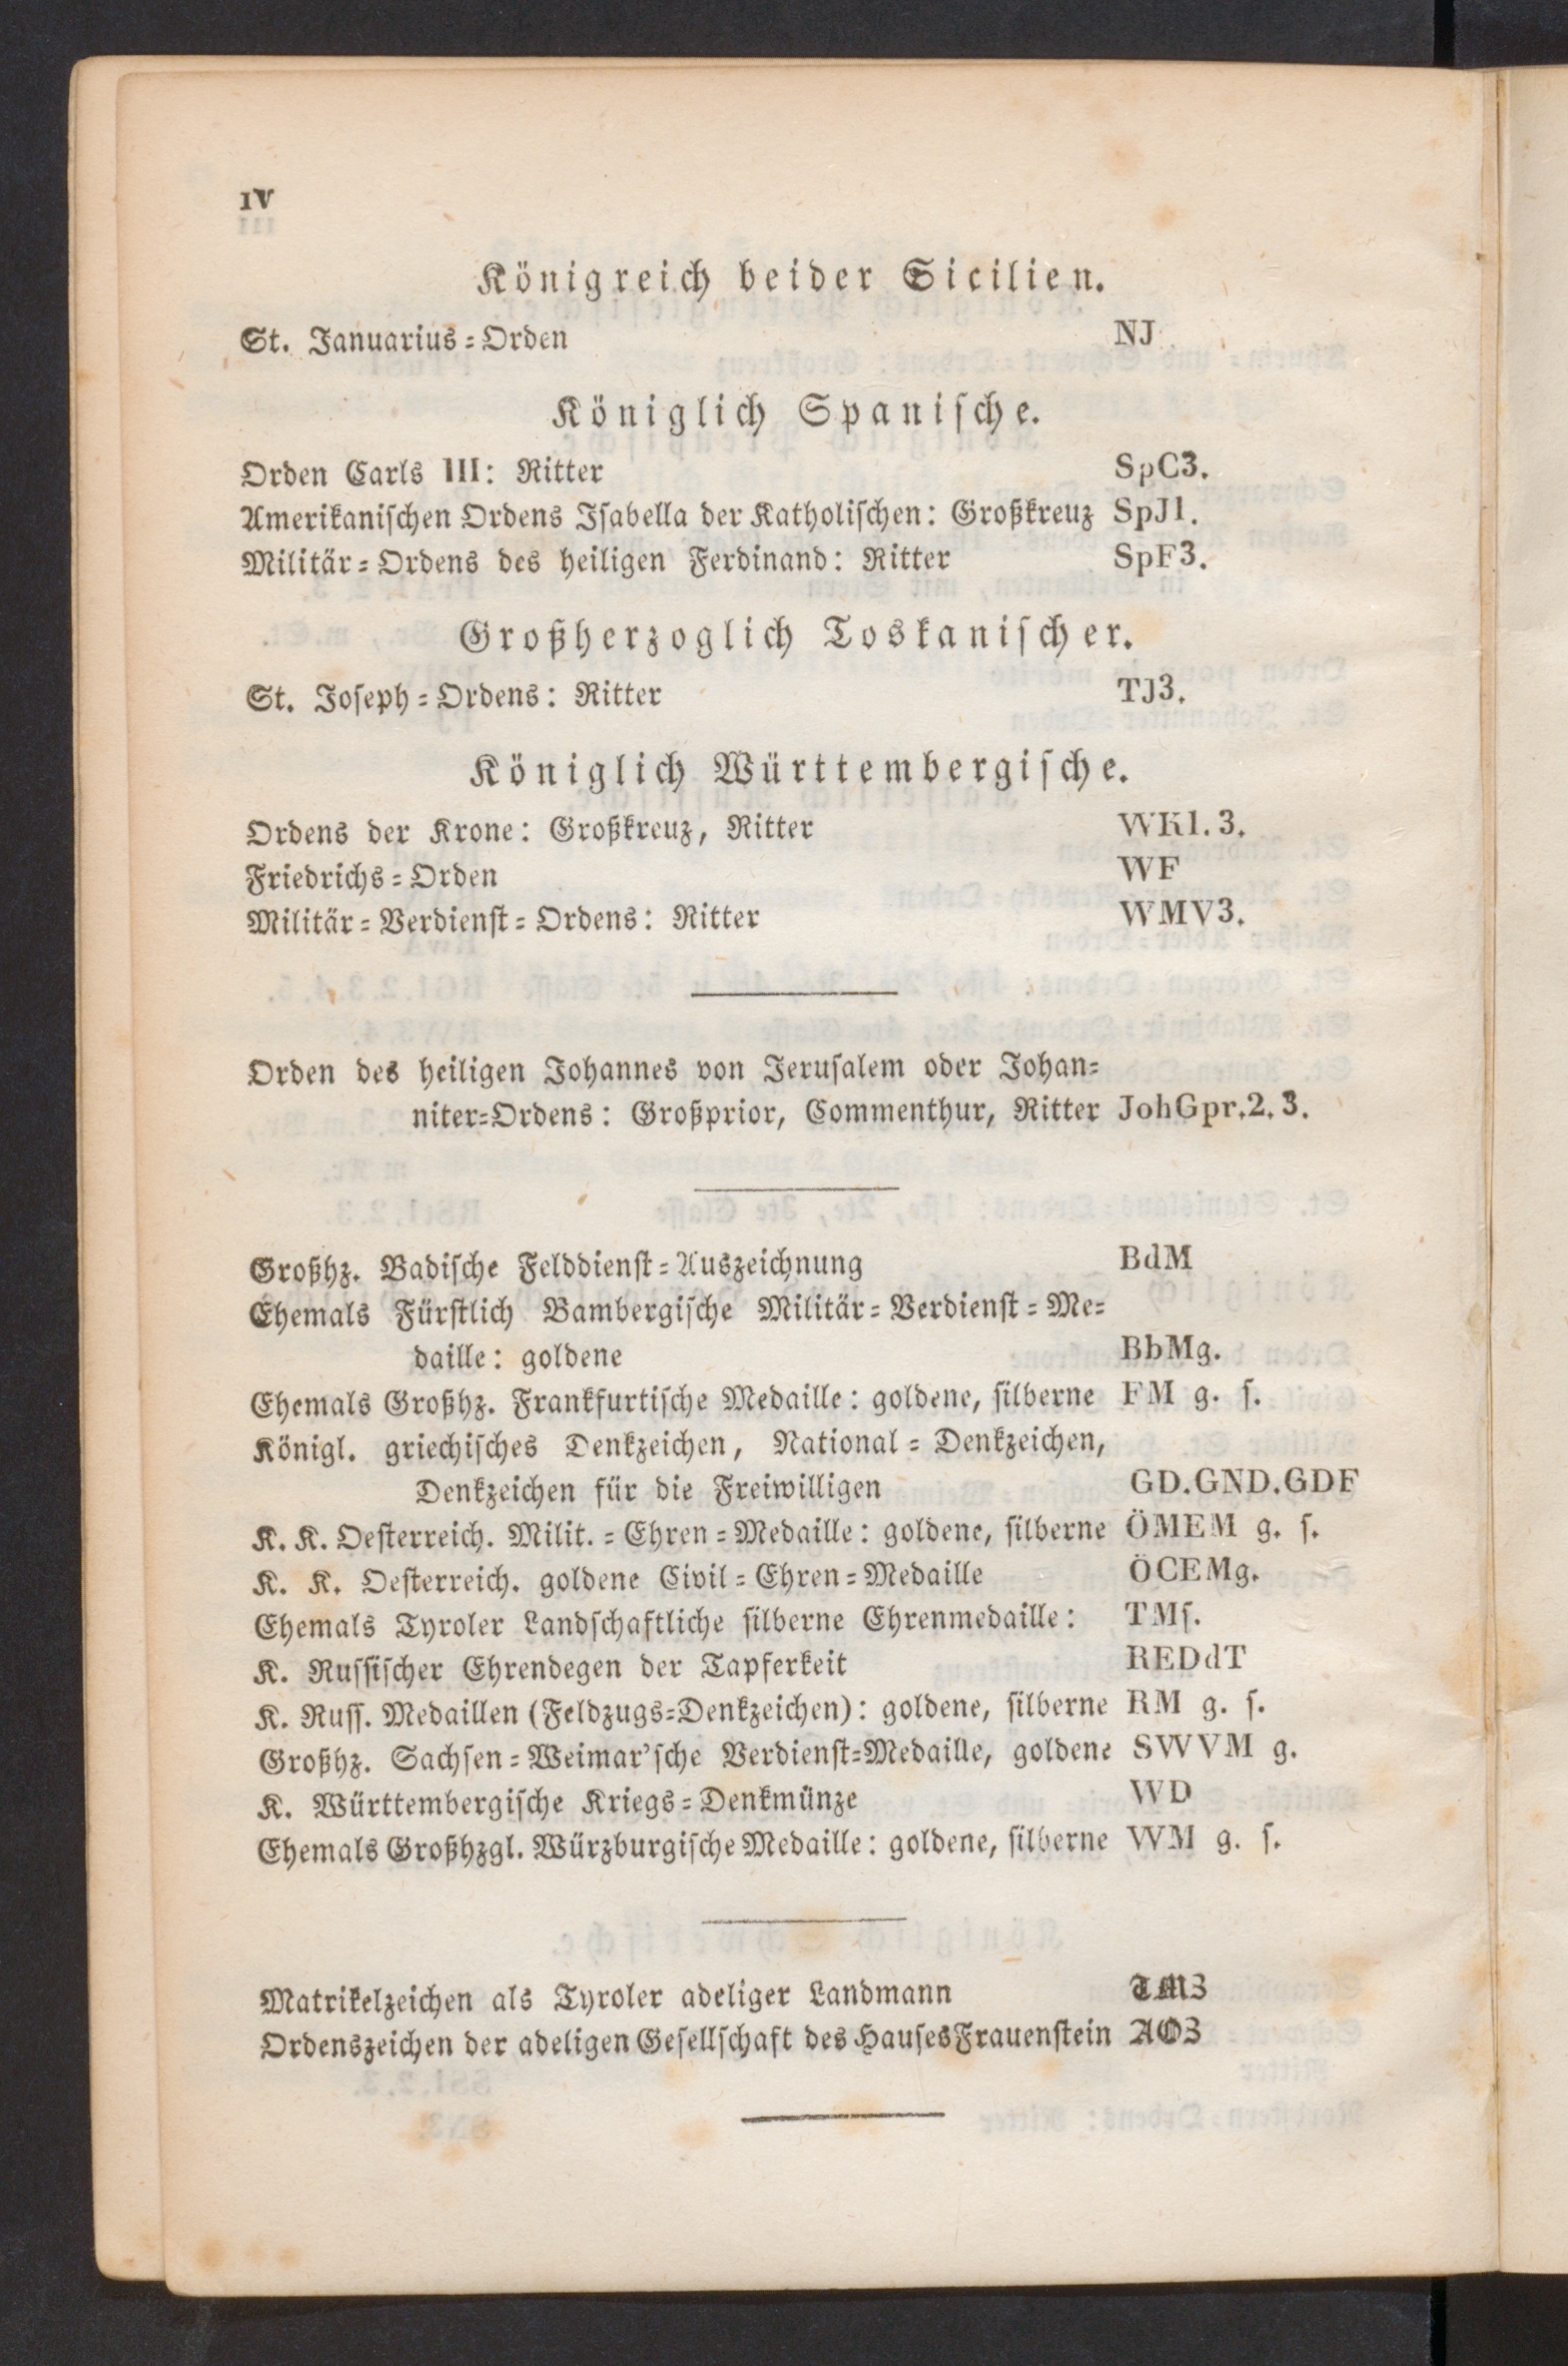 IV
Königreich beider Sicilien.
St. Januarius=Orden NJ
Königlich Spanische.
Orden Carls III: Ritter SpC3.
Amerikanischen Ordens Isabella der Katholischen: Großkreuz SpJ1.
Militär=Ordens des heiligen Ferdinand: Ritter SpF3.
Großherzoglich Toskanischer.
St. Joseph=Ordens: Ritter TJ3.
Königlich Württembergische.
Ordens der Krone: Großkreuz, Ritter WK1.3.
Friedrichs=Orden WF
Militär=Verdienst=Ordens: Ritter WMV3.
Orden des heiligen Johannes von Jerusalem oder Johan=
niter=Ordens: Großprior, Commenthur, Ritter JohGpr.2.3.
Großhz. Badische Felddienst=Auszeichnung BdM
Ehemals Fürstlich Bambergische Militär=Verdienst=Me=
daille: goldene BbMg.
Ehemals Großhz. Frankfurtische Medaille: goldene, silberne FM g. s.
Königl. griechisches Denkzeichen, National=Denkzeichen,
Denkzeichen für die Freiwilligen GD.GND.GDF
K. K. Oesterreich. Milit.=Ehren=Medaille: goldene, silberne ÖMEM g. s.
K. K. Oesterreich. goldene Civil=Ehren=Medaille ÖCEMg.
Ehemals Tyroler Landschaftliche silberne Ehrenmedaille: TMs.
K. Russischer Ehrendegen der Tapferkeit REDdT
K. Russ. Medaillen (Feldzugs=Denkzeichen): goldene, silberne RM g. s.
Großhz. Sachsen=Weimar'sche Verdienst=Medaille, goldene SWVM g.
K. Württembergische Kriegs=Denkmünze WD
Ehemals Großhzgl. Würzburgische Medaille: goldene, silberne WM g. s.
Matrikelzeichen als Tyroler adeliger Landmann
Ordenszeichen der adeligen Gesellschaft des Hauses Frauenstein